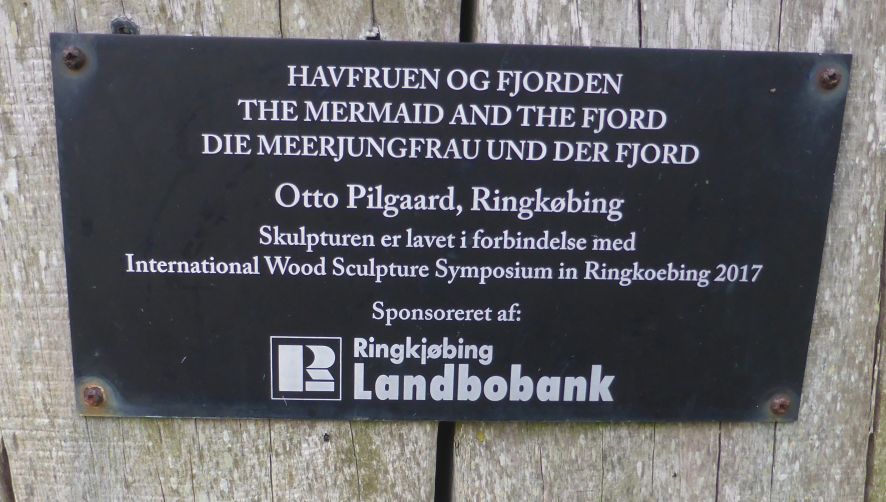 HAVFRUEN OG FJORDEN
THE MERMAID AND THE FJORD
DIE MEERJUNGFRAU UND DER FJORD
Otto Pilgaard, Ringkøbing
Skulpturen er lavet i forbindelse med
International Wood Sculpture Symposium in Ringkoebing 2017
Sponsoreret af:
Ringkjøbing
Landbobank